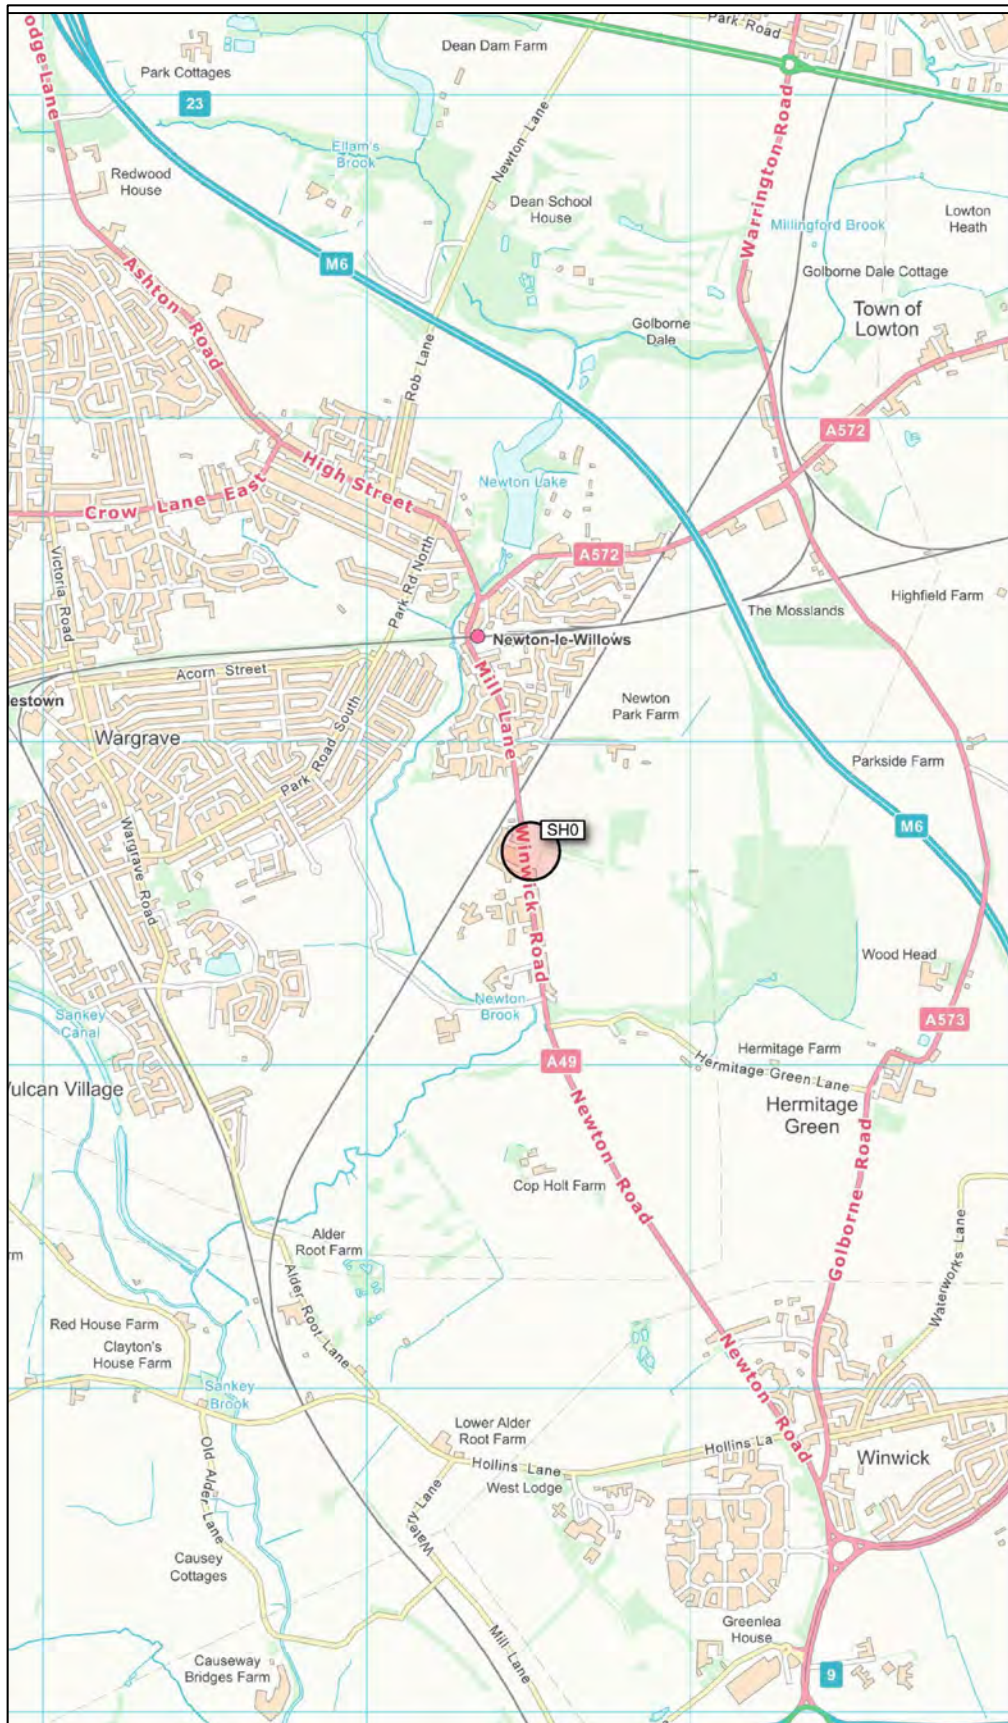 Park Road
odge Lane
Dean Dam Farm
Park Cottages
23
Ellam's
Brook
Newton Lane
Redwood
House
Dean School
House
Warrington Road
Millingford Brook
Lowton
Heath
M6
Golborne Dale Cottage
Ashton Road
Golborne
Dale
Town of
Lowton
Rob Lane
A572
High Street
Crow Lane East
Newton Lake
A572
Victoria Road
Park Rd North
The Mosslands
Highfield Farm
Newton-le-Willows
Acorn Street
estown
Mill Lane
Newton
Park Farm
Wargrave
Park Road South
Parkside Farm
M6
SH0
Wargrave Road
Winwick Road
Wood Head
Newton
Brook
Sankey
Canal
A573
Hermitage Farm
A49
Hermitage Green Lane
Vulcan Village
Hermitage
Green
Newton Road
Cop Holt Farm
Golborne Road
Waterworks Lane
Alder
Root Farm
rm
Alder Root Lane
Red House Farm
Clayton's
House Farm
Newton Road
Sankey
Brook
Lower Alder
Root Farm
Hollins La
Hollins Lane
Winwick
West Lodge
Old Alder Lane
Watery Lane
Causey
Cottages
Greenlea
House
Mill Lane
Causeway
Bridges Farm
9